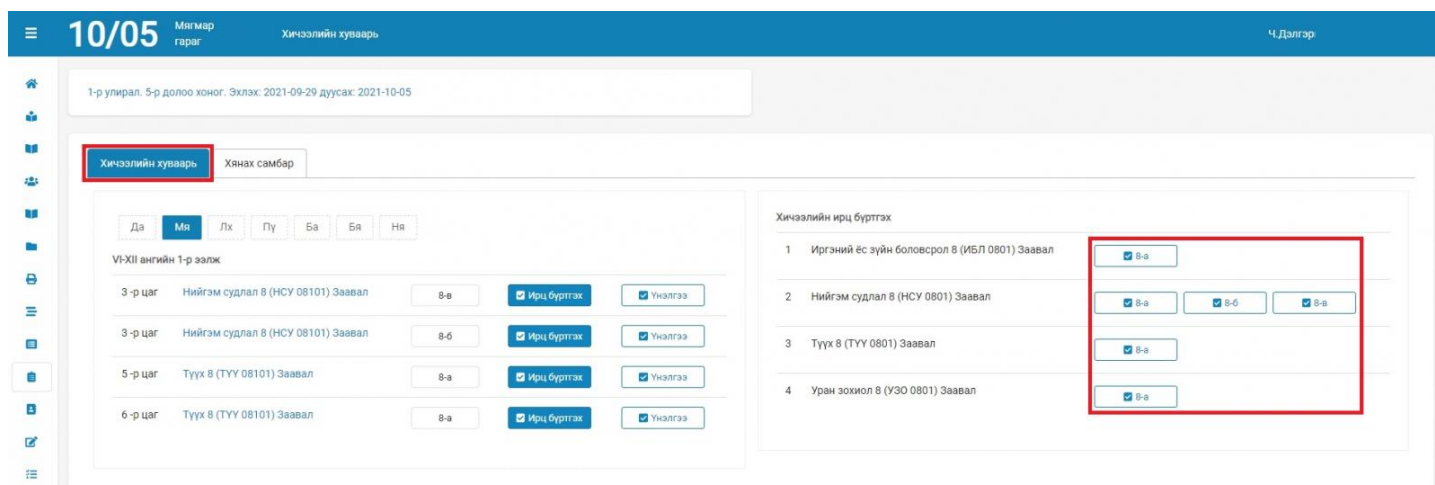 10/05 Мягмар гараг Хичээлийн хуваарь Ч.Дэлгэр
1-р улирал. 5-р долоо хоног. Эхлэх: 2021-09-29 дуусах: 2021-10-05
Хичээлийн хуваарь Хянах самбар
Да Мя Лх Пү Ба Бя Ня
VI-XII ангийн 1-р ээлж
3 -р цаг Нийгэм судлал 8 (НСУ 08101) Заавал 8-в Ирц бүртгэх Үнэлгээ
3 -р цаг Нийгэм судлал 8 (НСУ 08101) Заавал 8-б Ирц бүртгэх Үнэлгээ
5 -р цаг Түүх 8 (ТҮҮ 08101) Заавал 8-а Ирц бүртгэх Үнэлгээ
6 -р цаг Түүх 8 (ТҮҮ 08101) Заавал 8-а Ирц бүртгэх Үнэлгээ
Хичээлийн ирц бүртгэх
1 Иргэний ёс зүйн боловсрол 8 (ИБЛ 0801) Заавал 8-а
2 Нийгэм судлал 8 (НСУ 0801) Заавал 8-а 8-б 8-в
3 Түүх 8 (ТҮҮ 0801) Заавал 8-а
4 Уран зохиол 8 (УЗО 0801) Заавал 8-а